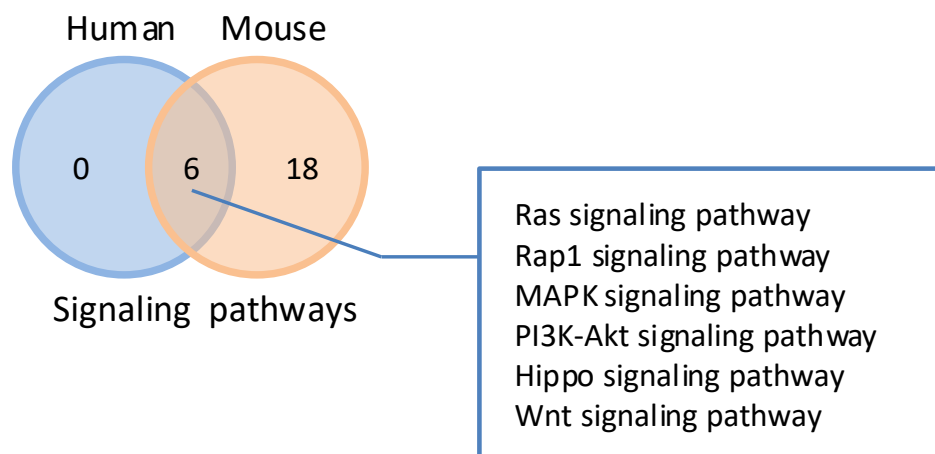 Human Mouse
0 6 18
Signaling pathways
Ras signaling pathway
Rap1 signaling pathway
MAPK signaling pathway
PI3K-Akt signaling pathway
Hippo signaling pathway
Wnt signaling pathway